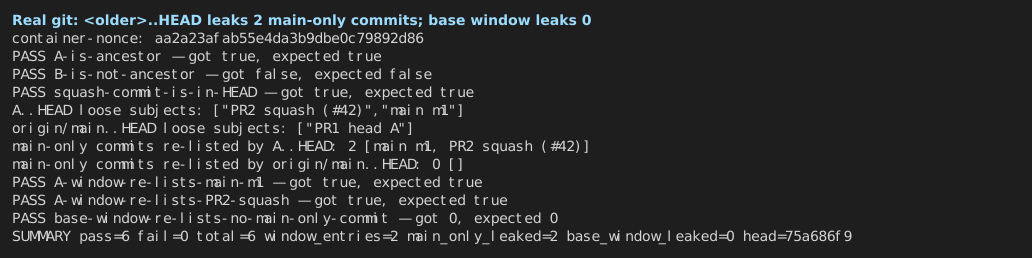 Real git: <older>..HEAD leaks 2 main-only commits; base window leaks 0
container-nonce: aa2a23afab55e4da3b9dbe0c79892d86
PASS A-is-ancestor — got true, expected true
PASS B-is-not-ancestor — got false, expected false
PASS squash-commit-is-in-HEAD — got true, expected true
A..HEAD loose subjects: ["PR2 squash (#42)","main m1"]
origin/main..HEAD loose subjects: ["PR1 head A"]
main-only commits re-listed by A..HEAD: 2 [main m1, PR2 squash (#42)]
main-only commits re-listed by origin/main..HEAD: 0 []
PASS A-window-re-lists-main-m1 — got true, expected true
PASS A-window-re-lists-PR2-squash — got true, expected true
PASS base-window-re-lists-no-main-only-commit — got 0, expected 0
SUMMARY pass=6 fail=0 total=6 window_entries=2 main_only_leaked=2 base_window_leaked=0 head=75a686f9